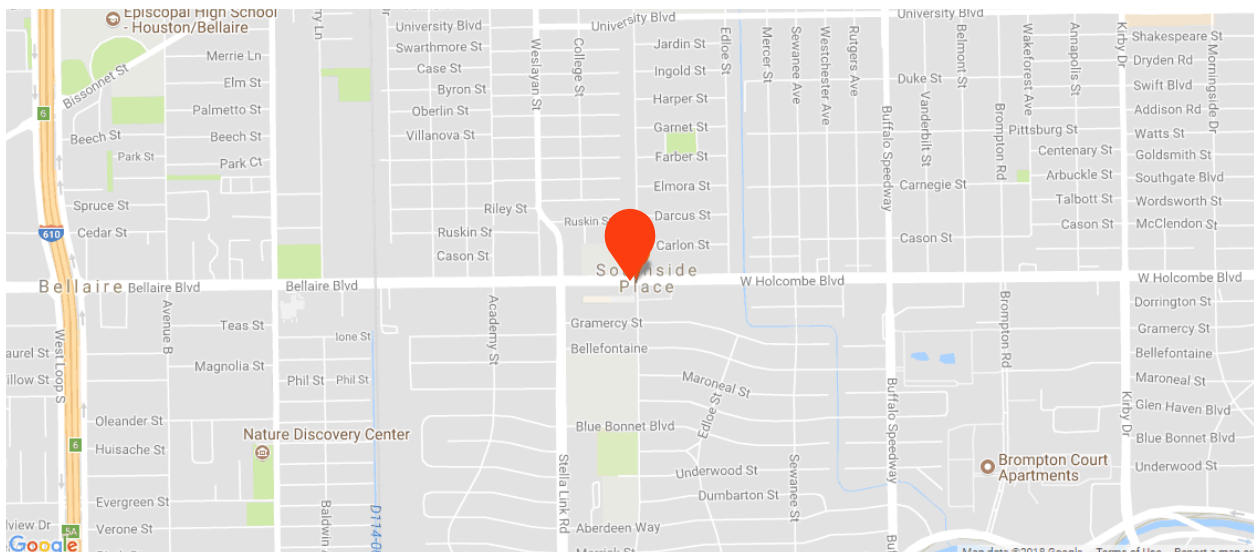 Episcopal High School
- Houston/Bellaire
University Blvd
University Blvd
University Blvd
Swarthmore St
Case St
Byron St
Oberlin St
Villanova St
Weslayan St
College St
Jardin St
Ingold St
Harper St
Garnet St
Farber St
Elmora St
Darcus St
Carlon St
Edloe St
Mercer St
Sewanee Ave
Westchester Ave
Rutgers Ave
Buffalo Speedway
Duke St
Vanderbilt St
Belmont St
Brompton Rd
Wakeforest Ave
Annapolis St
Kirby Dr
Shakespeare St
Morningside Dr
Dryden Rd
Swift Blvd
Addison Rd
Watts St
Goldsmith St
Southgate Blvd
Wordsworth St
McClendon St
Pittsburg St
Centenary St
Arbuckle St
Talbott St
Cason St
Carnegie St
Cason St
Merrie Ln
Elm St
Palmetto St
Beech St
Park Ct
Bissonnet St
6
Beech St
Park St
Spruce St
Cedar St
610
Riley St
Ruskin St
Ruskin St
Cason St
Place
Bellaire
Bellaire Blvd
Bellaire Blvd
W Holcombe Blvd
W Holcombe Blvd
Avenue B
Teas St
Ione St
Magnolia St
Phil St
Phil St
West Loop S
Oleander St
Huisache St
6
Nature Discovery Center
Evergreen St
Verone St
5A
Baldwin
Academy St
Stella Link Rd
Gramercy St
Bellefontaine
Maroneal St
Edloe St
Blue Bonnet Blvd
Underwood St
Dumbarton St
Aberdeen Way
Sewanee St
Buffalo Speedway
Brompton Rd
Brompton Court
Apartments
Kirby Dr
Dorrington St
Gramercy St
Bellefontaine
Maroneal St
Glen Haven Blvd
Blue Bonnet Blvd
Underwood St
Google
Map data ©2018 Google
Terms of Use